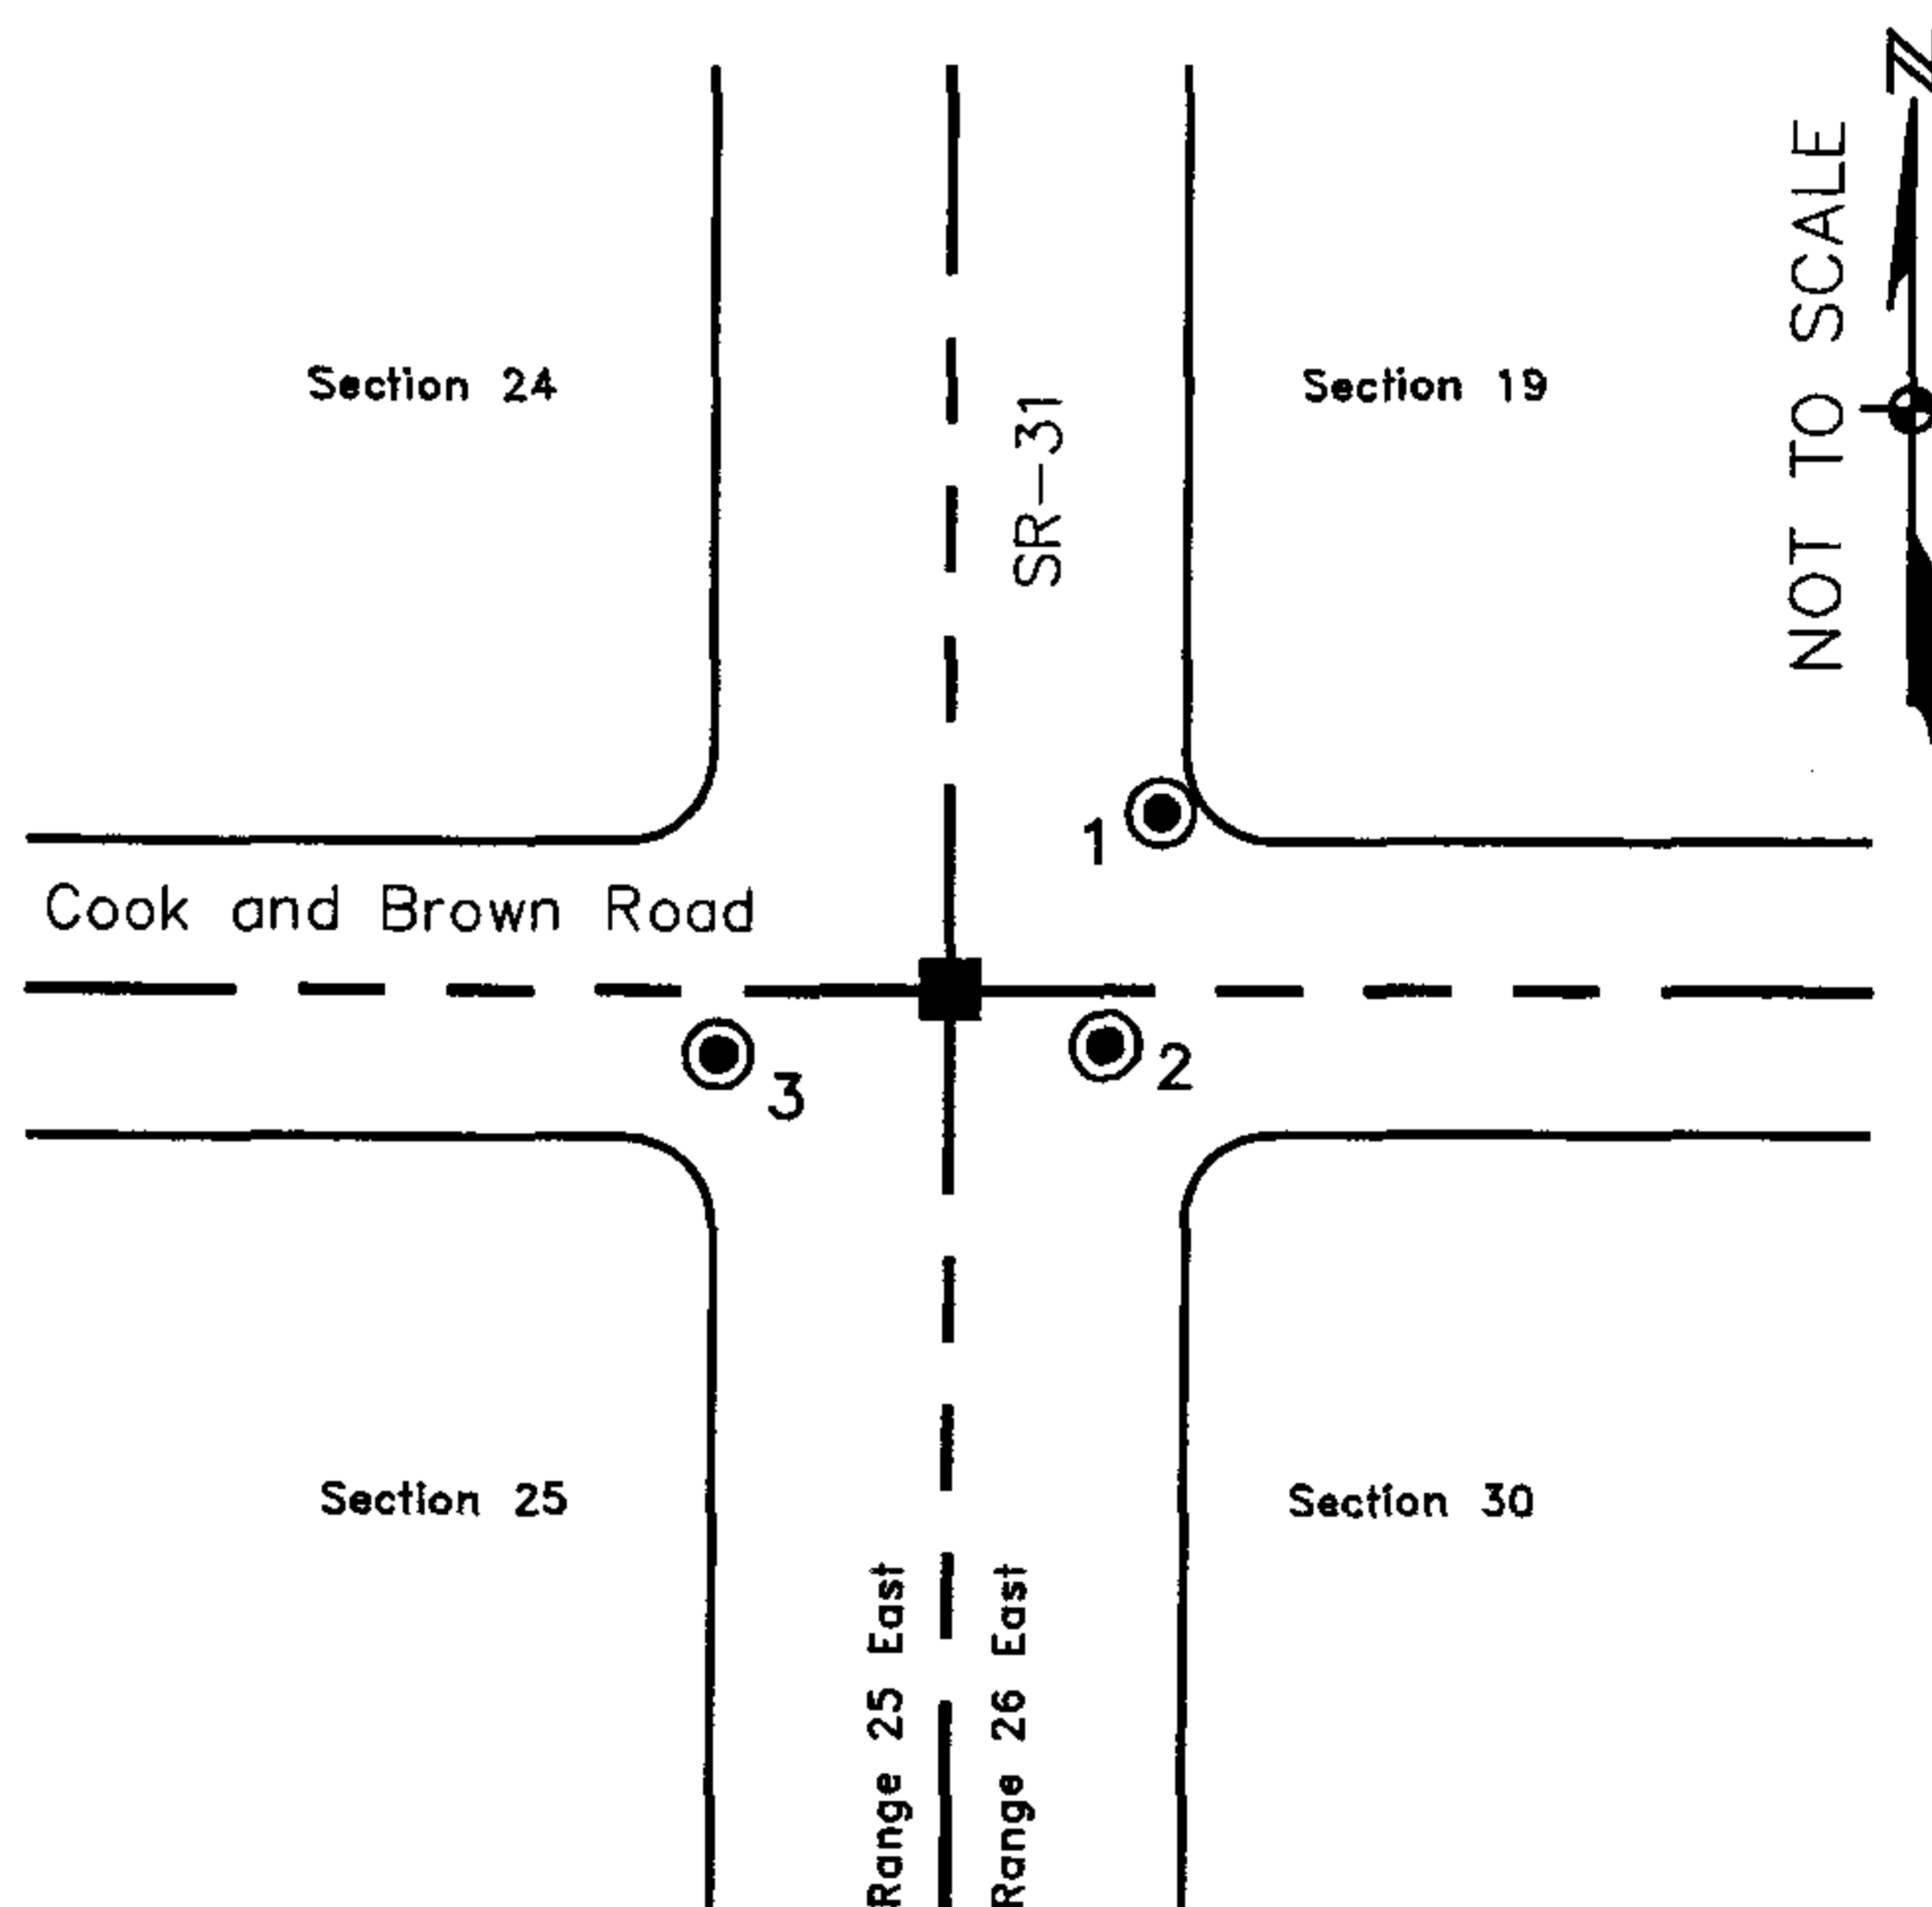 N
NOT TO SCALE
Section 24
Section 19
SR-31
1
Cook and Brown Road
2
3
Section 25
Section 30
Range 25 East
Range 26 East